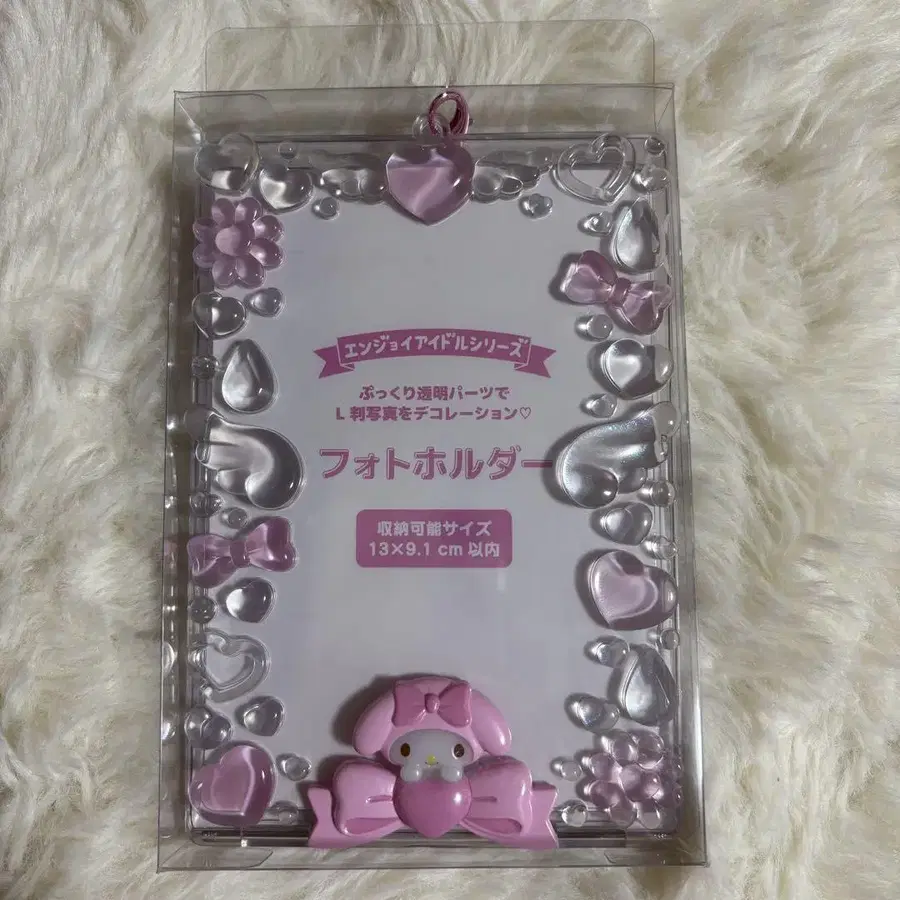 エンジョイアイドルシリーズ
ぷっくり透明パーツで
L 判写真をデコレーション♡
フォトホルダー
収納可能サイズ
13×9.1 cm 以内